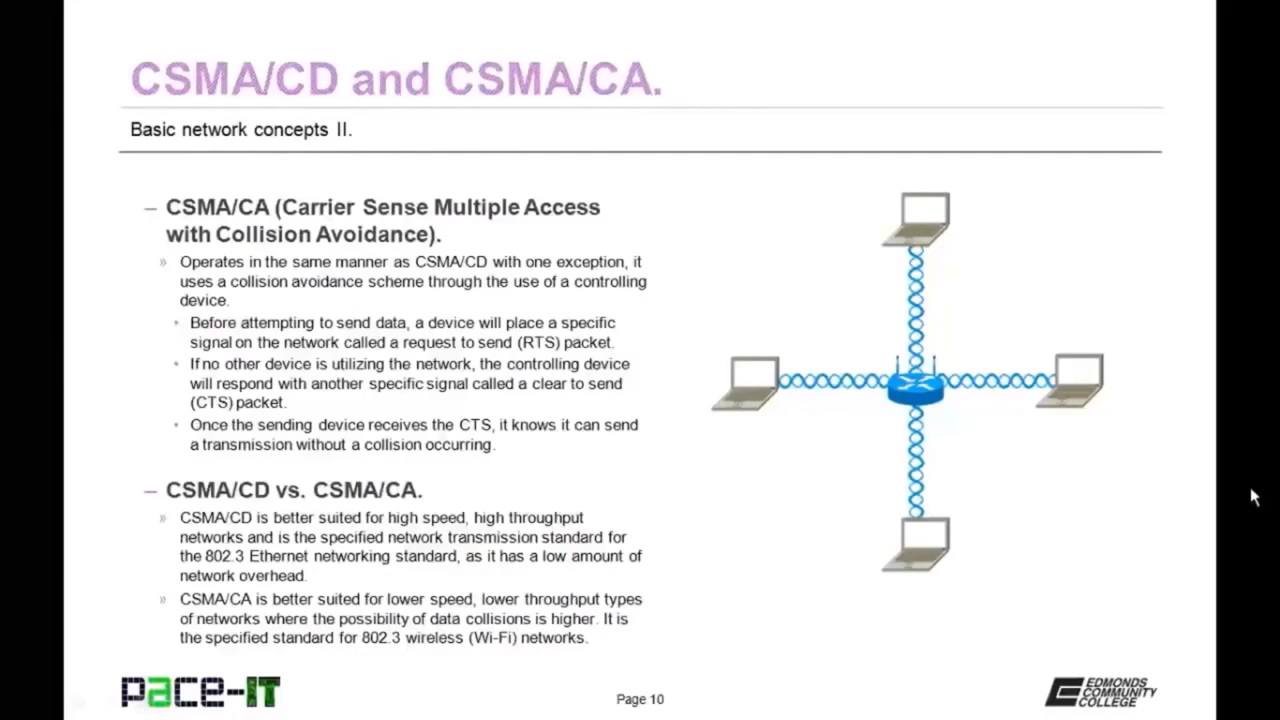 CSMA/CD and CSMA/CA.
Basic network concepts II.
– CSMA/CA (Carrier Sense Multiple Access
with Collision Avoidance).
» Operates in the same manner as CSMA/CD with one exception, it
uses a collision avoidance scheme through the use of a controlling
device.
• Before attempting to send data, a device will place a specific
signal on the network called a request to send (RTS) packet.
• If no other device is utilizing the network, the controlling device
will respond with another specific signal called a clear to send
(CTS) packet.
• Once the sending device receives the CTS, it knows it can send
a transmission without a collision occurring.
– CSMA/CD vs. CSMA/CA.
» CSMA/CD is better suited for high speed, high throughput
networks and is the specified network transmission standard for
the 802.3 Ethernet networking standard, as it has a low amount of
network overhead.
» CSMA/CA is better suited for lower speed, lower throughput types
of networks where the possibility of data collisions is higher. It is
the specified standard for 802.3 wireless (Wi-Fi) networks.
pace-IT
Page 10
EDMONDS
COMMUNITY
COLLEGE